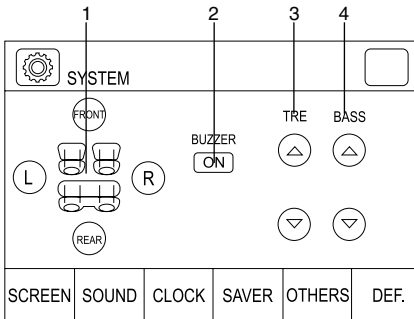 1 2 3 4
SYSTEM
FRONT
TRE BASS
BUZZER
ON
L R
REAR
SCREEN SOUND CLOCK SAVER OTHERS DEF.